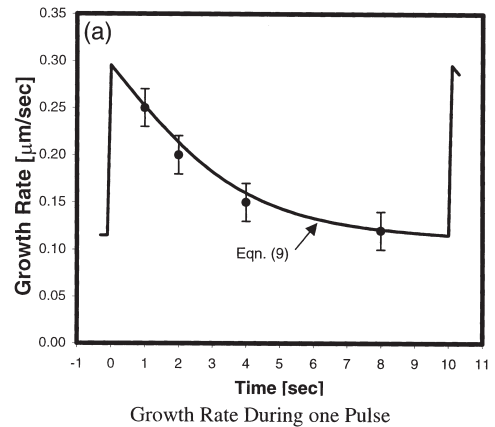 (a)
Growth Rate [μm/sec]
0.35
0.30
0.25
0.20
0.15
0.10
0.05
0.00
Eqn. (9)
-1 0 1 2 3 4 5 6 7 8 9 10 11
Time [sec]
Growth Rate During one Pulse